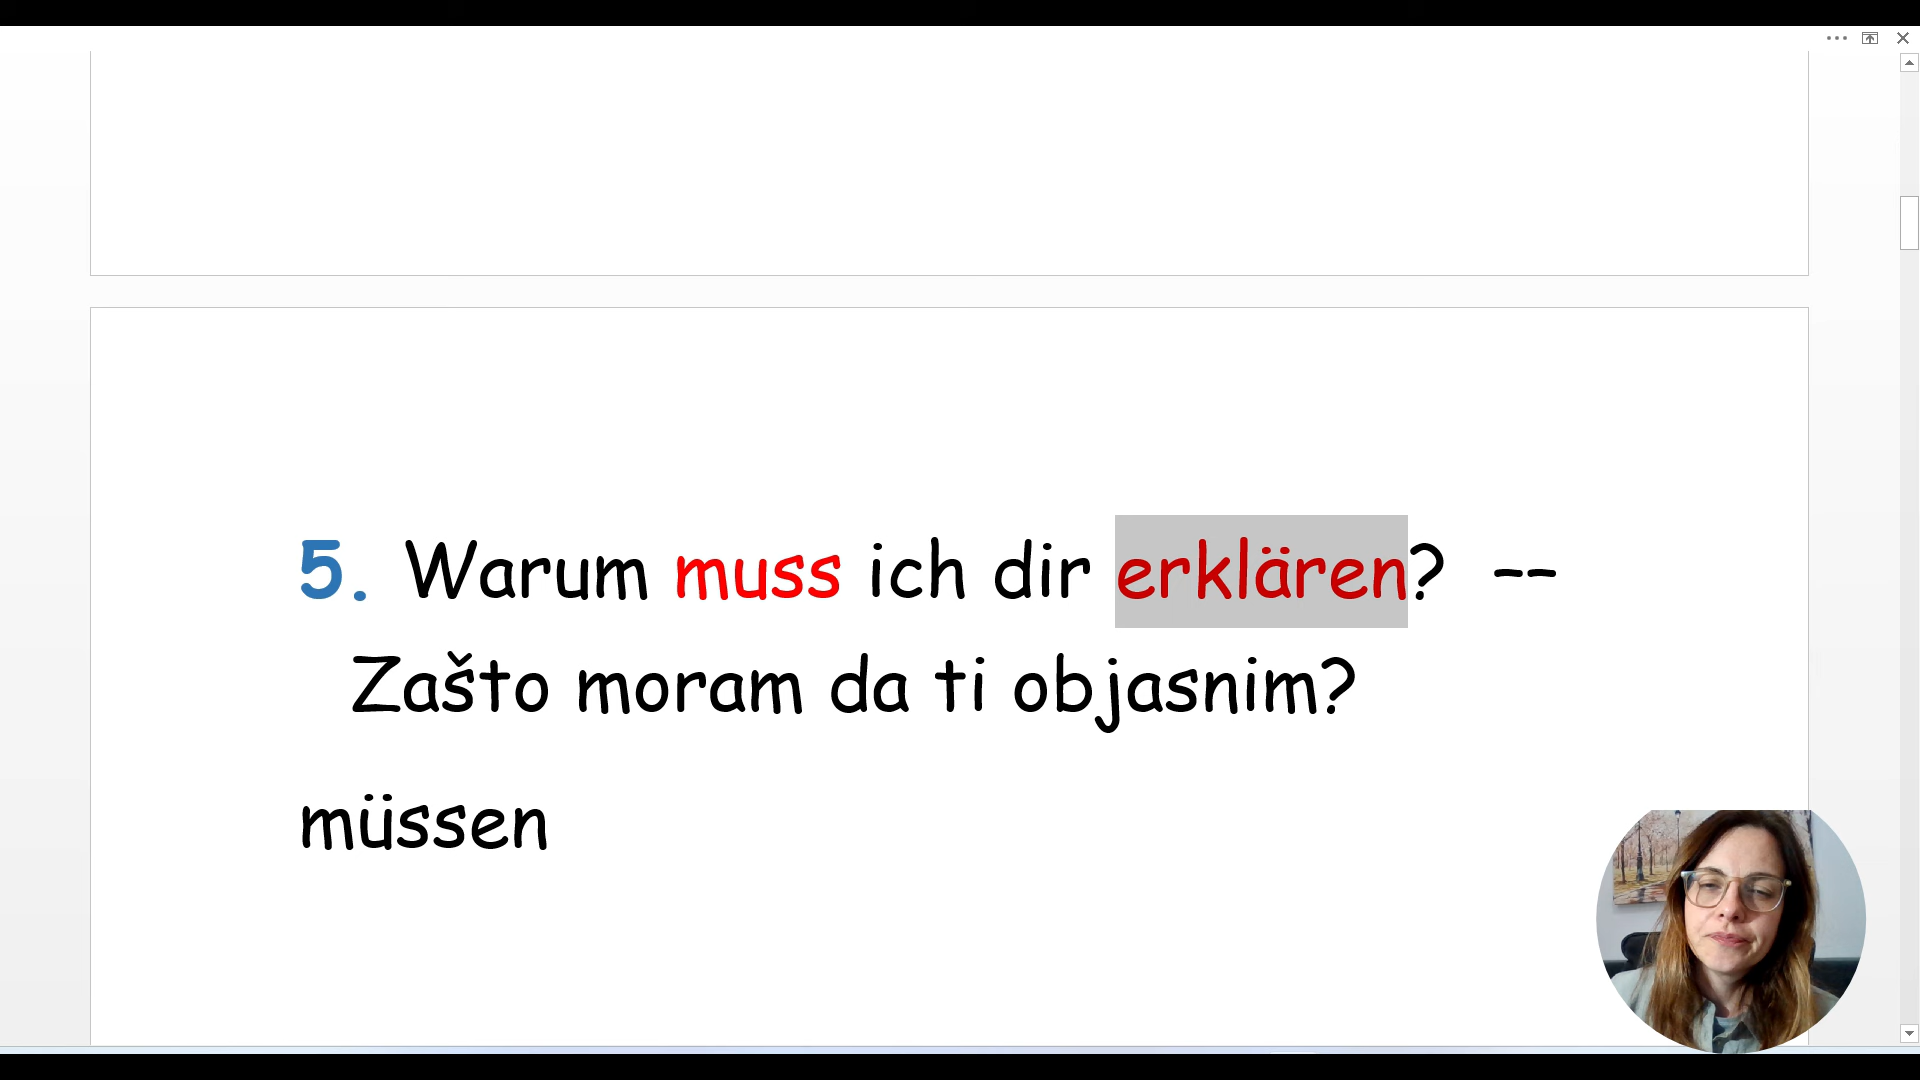 5. Warum muss ich dir erklären? --
Zašto moram da ti objasnim?
müssen